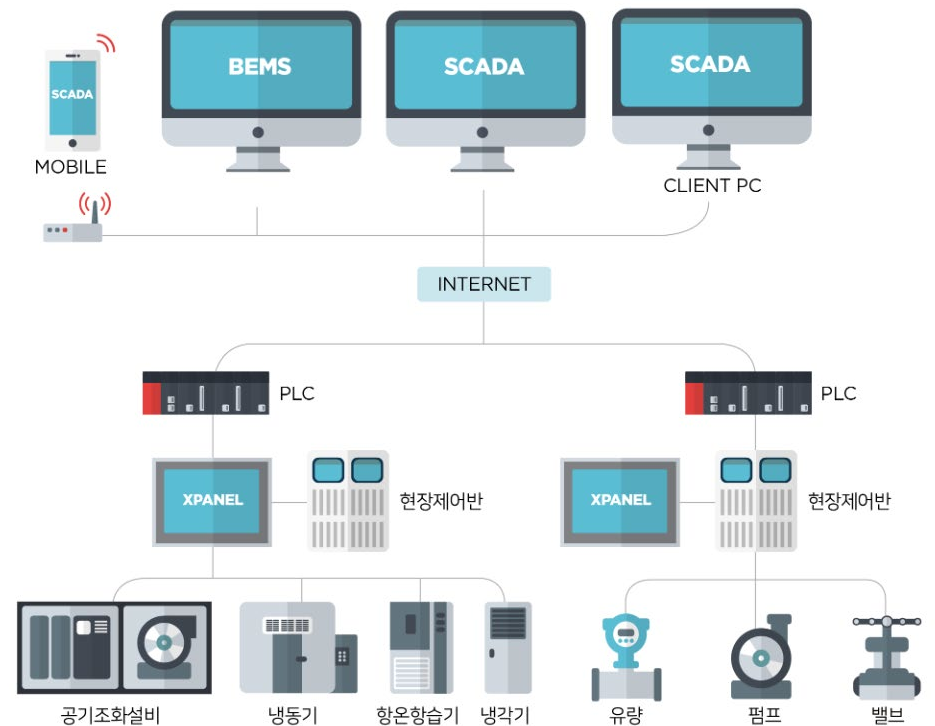 SCADA
MOBILE
BEMS
SCADA
SCADA
CLIENT PC
INTERNET
PLC
PLC
XPANEL
현장제어반
XPANEL
현장제어반
공기조화설비
냉동기
항온항습기
냉각기
유량
펌프
밸브